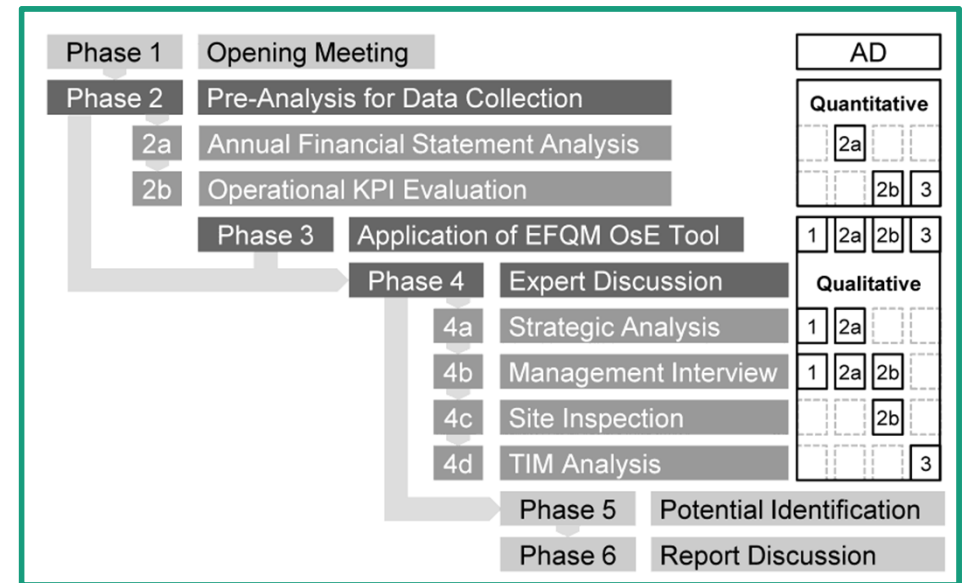 Phase 1 Opening Meeting AD
Phase 2 Pre-Analysis for Data Collection Quantitative
2a Annual Financial Statement Analysis 2a
2b Operational KPI Evaluation 2b 3
Phase 3 Application of EFQM OsE Tool 1 2a 2b 3
Phase 4 Expert Discussion Qualitative
4a Strategic Analysis 1 2a
4b Management Interview 1 2a 2b
4c Site Inspection 2b
4d TIM Analysis 3
Phase 5 Potential Identification
Phase 6 Report Discussion